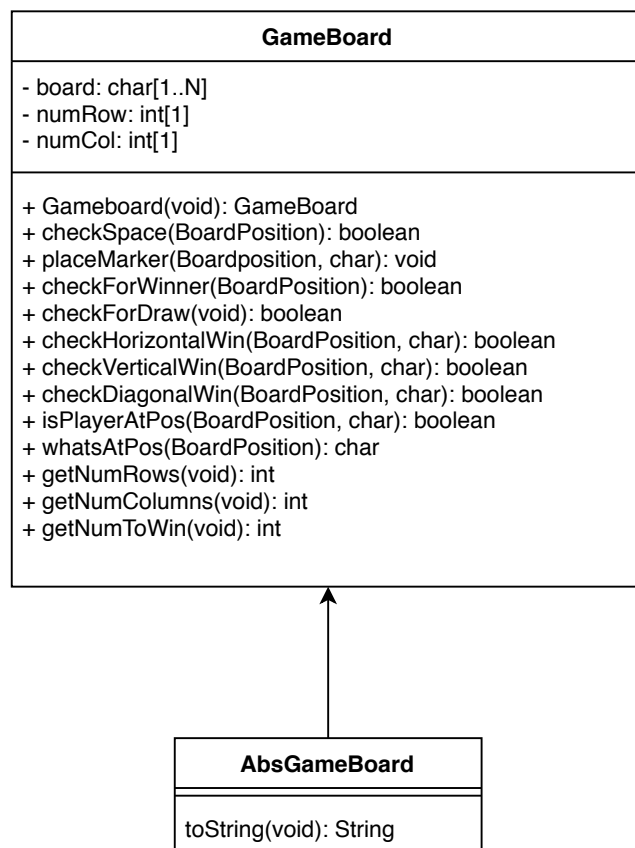 GameBoard
- board: char[1..N]
- numRow: int[1]
- numCol: int[1]
+ Gameboard(void): GameBoard
+ checkSpace(BoardPosition): boolean
+ placeMarker(Boardposition, char): void
+ checkForWinner(BoardPosition): boolean
+ checkForDraw(void): boolean
+ checkHorizontalWin(BoardPosition, char): boolean
+ checkVerticalWin(BoardPosition, char): boolean
+ checkDiagonalWin(BoardPosition, char): boolean
+ isPlayerAtPos(BoardPosition, char): boolean
+ whatsAtPos(BoardPosition): char
+ getNumRows(void): int
+ getNumColumns(void): int
+ getNumToWin(void): int
AbsGameBoard
toString(void): String